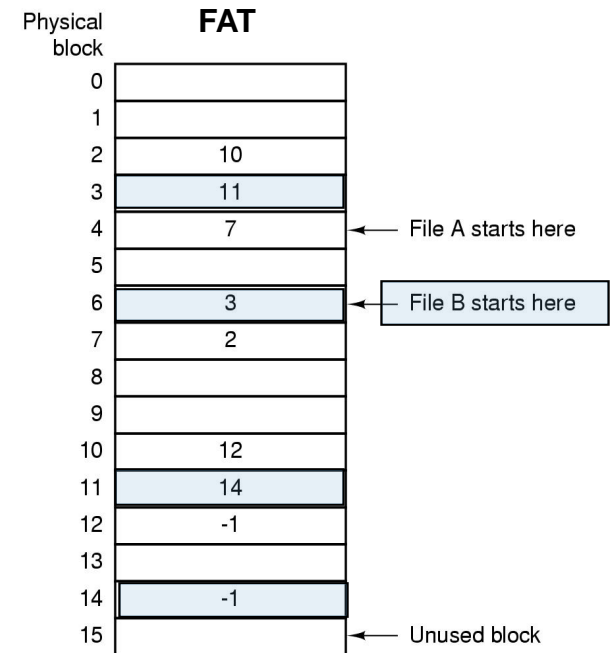 Physical
block
FAT
0
1
2 10
3 11
4 7 File A starts here
5
6 3 File B starts here
7 2
8
9
10 12
11 14
12 -1
13
14 -1
15 Unused block